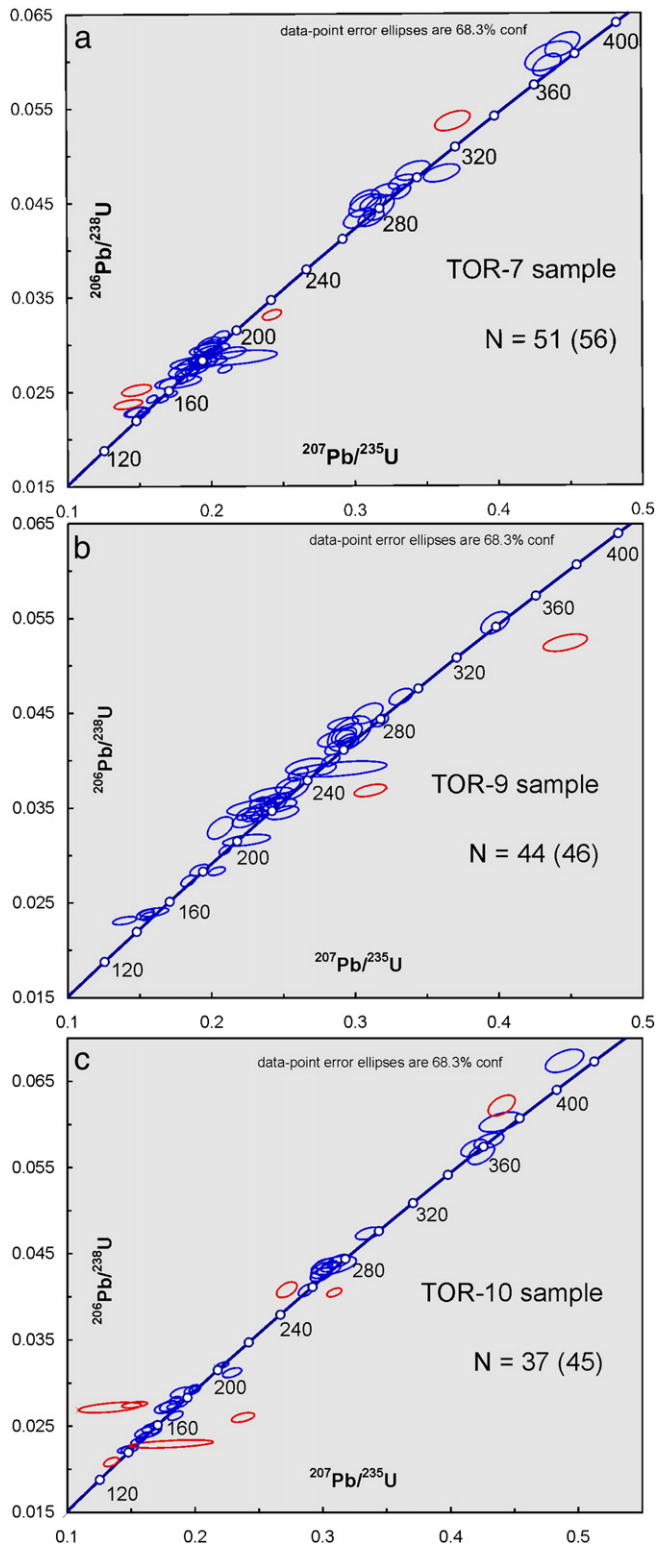 a
data-point error ellipses are 68.3% conf
0.065
0.055
0.045
0.035
0.025
0.015
206Pb/238U
400
360
320
280
240
200
160
120
TOR-7 sample
N = 51 (56)
207Pb/235U
0.1 0.2 0.3 0.4 0.5
b
data-point error ellipses are 68.3% conf
0.065
0.055
0.045
0.035
0.025
0.015
206Pb/238U
400
360
320
280
240
200
160
120
TOR-9 sample
N = 44 (46)
207Pb/235U
0.1 0.2 0.3 0.4 0.5
c
data-point error ellipses are 68.3% conf
0.065
0.055
0.045
0.035
0.025
0.015
206Pb/238U
400
360
320
280
240
200
160
120
TOR-10 sample
N = 37 (45)
207Pb/235U
0.1 0.2 0.3 0.4 0.5